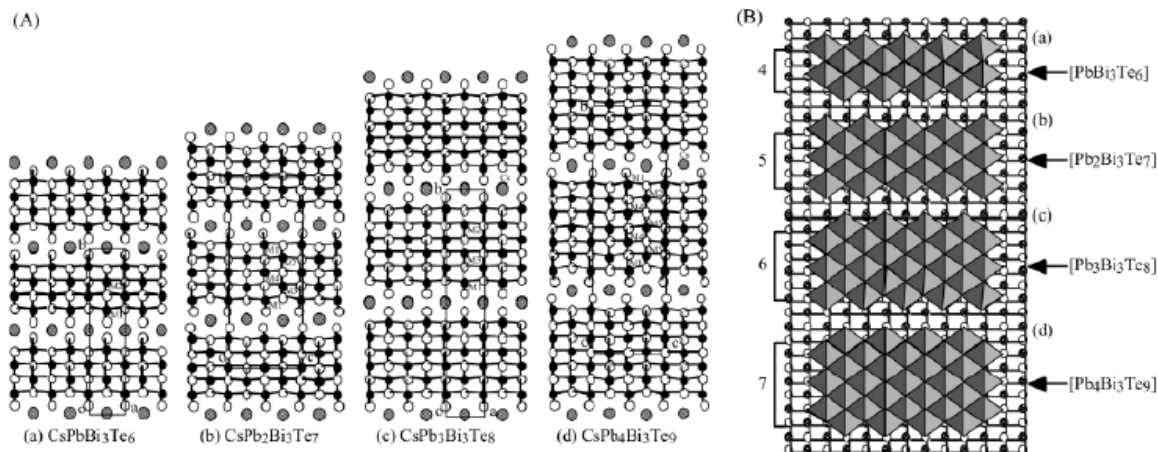 (A)
(B)
(a) CsPbBi3Te6
(b) CsPb2Bi3Te7
(c) CsPb3Bi3Te8
(d) CsPb4Bi3Te9
4
(a)
[PbBi3Te6]
5
(b)
[Pb2Bi3Te7]
6
(c)
[Pb3Bi3Te8]
7
(d)
[Pb4Bi3Te9]